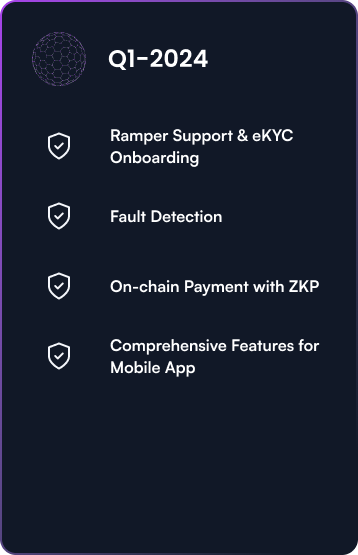 Q1-2024
Ramper Support & eKYC
Onboarding
Fault Detection
On-chain Payment with ZKP
Comprehensive Features for
Mobile App